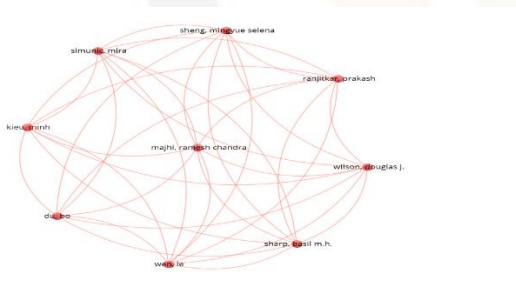 sheng, mingyue selena
simunic, mira
ranjitkar, prakash
kieu, minh
majhi, ramesh chandra
wilson, douglas j.
du, bo
sharp, basil m.h.
wen, le